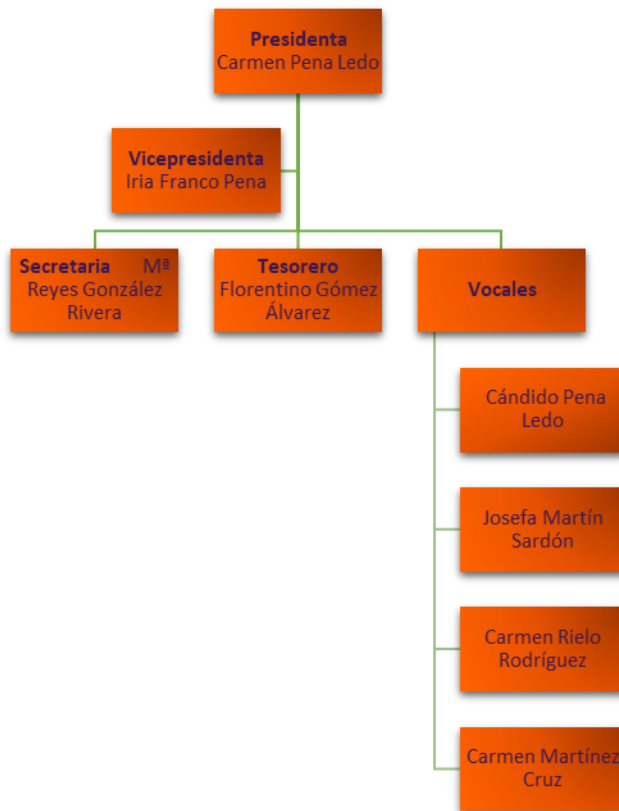 Presidenta
Carmen Pena Ledo
Vicepresidenta
Iria Franco Pena
Secretaria Mª
Reyes González
Rivera
Tesorero
Florentino Gómez
Álvarez
Vocales
Cándido Pena
Ledo
Josefa Martín
Sardón
Carmen Rielo
Rodríguez
Carmen Martínez
Cruz